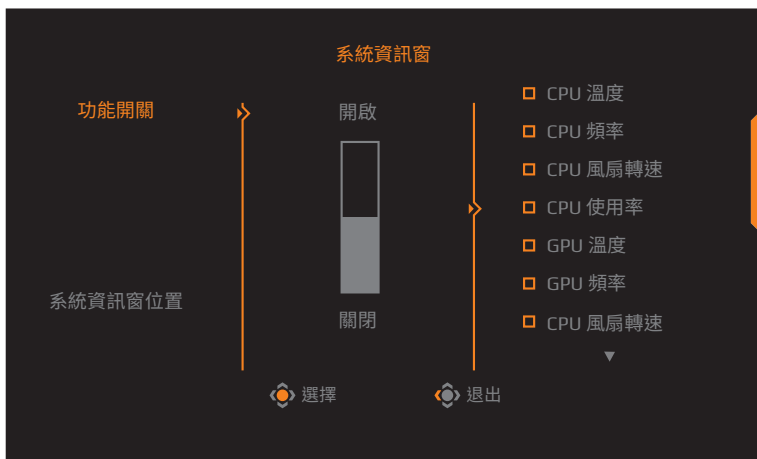 系統資訊窗
功能開關
系統資訊窗位置
開啟
關閉
CPU 溫度
CPU 頻率
CPU 風扇轉速
CPU 使用率
GPU 溫度
GPU 頻率
CPU 風扇轉速
選擇
退出